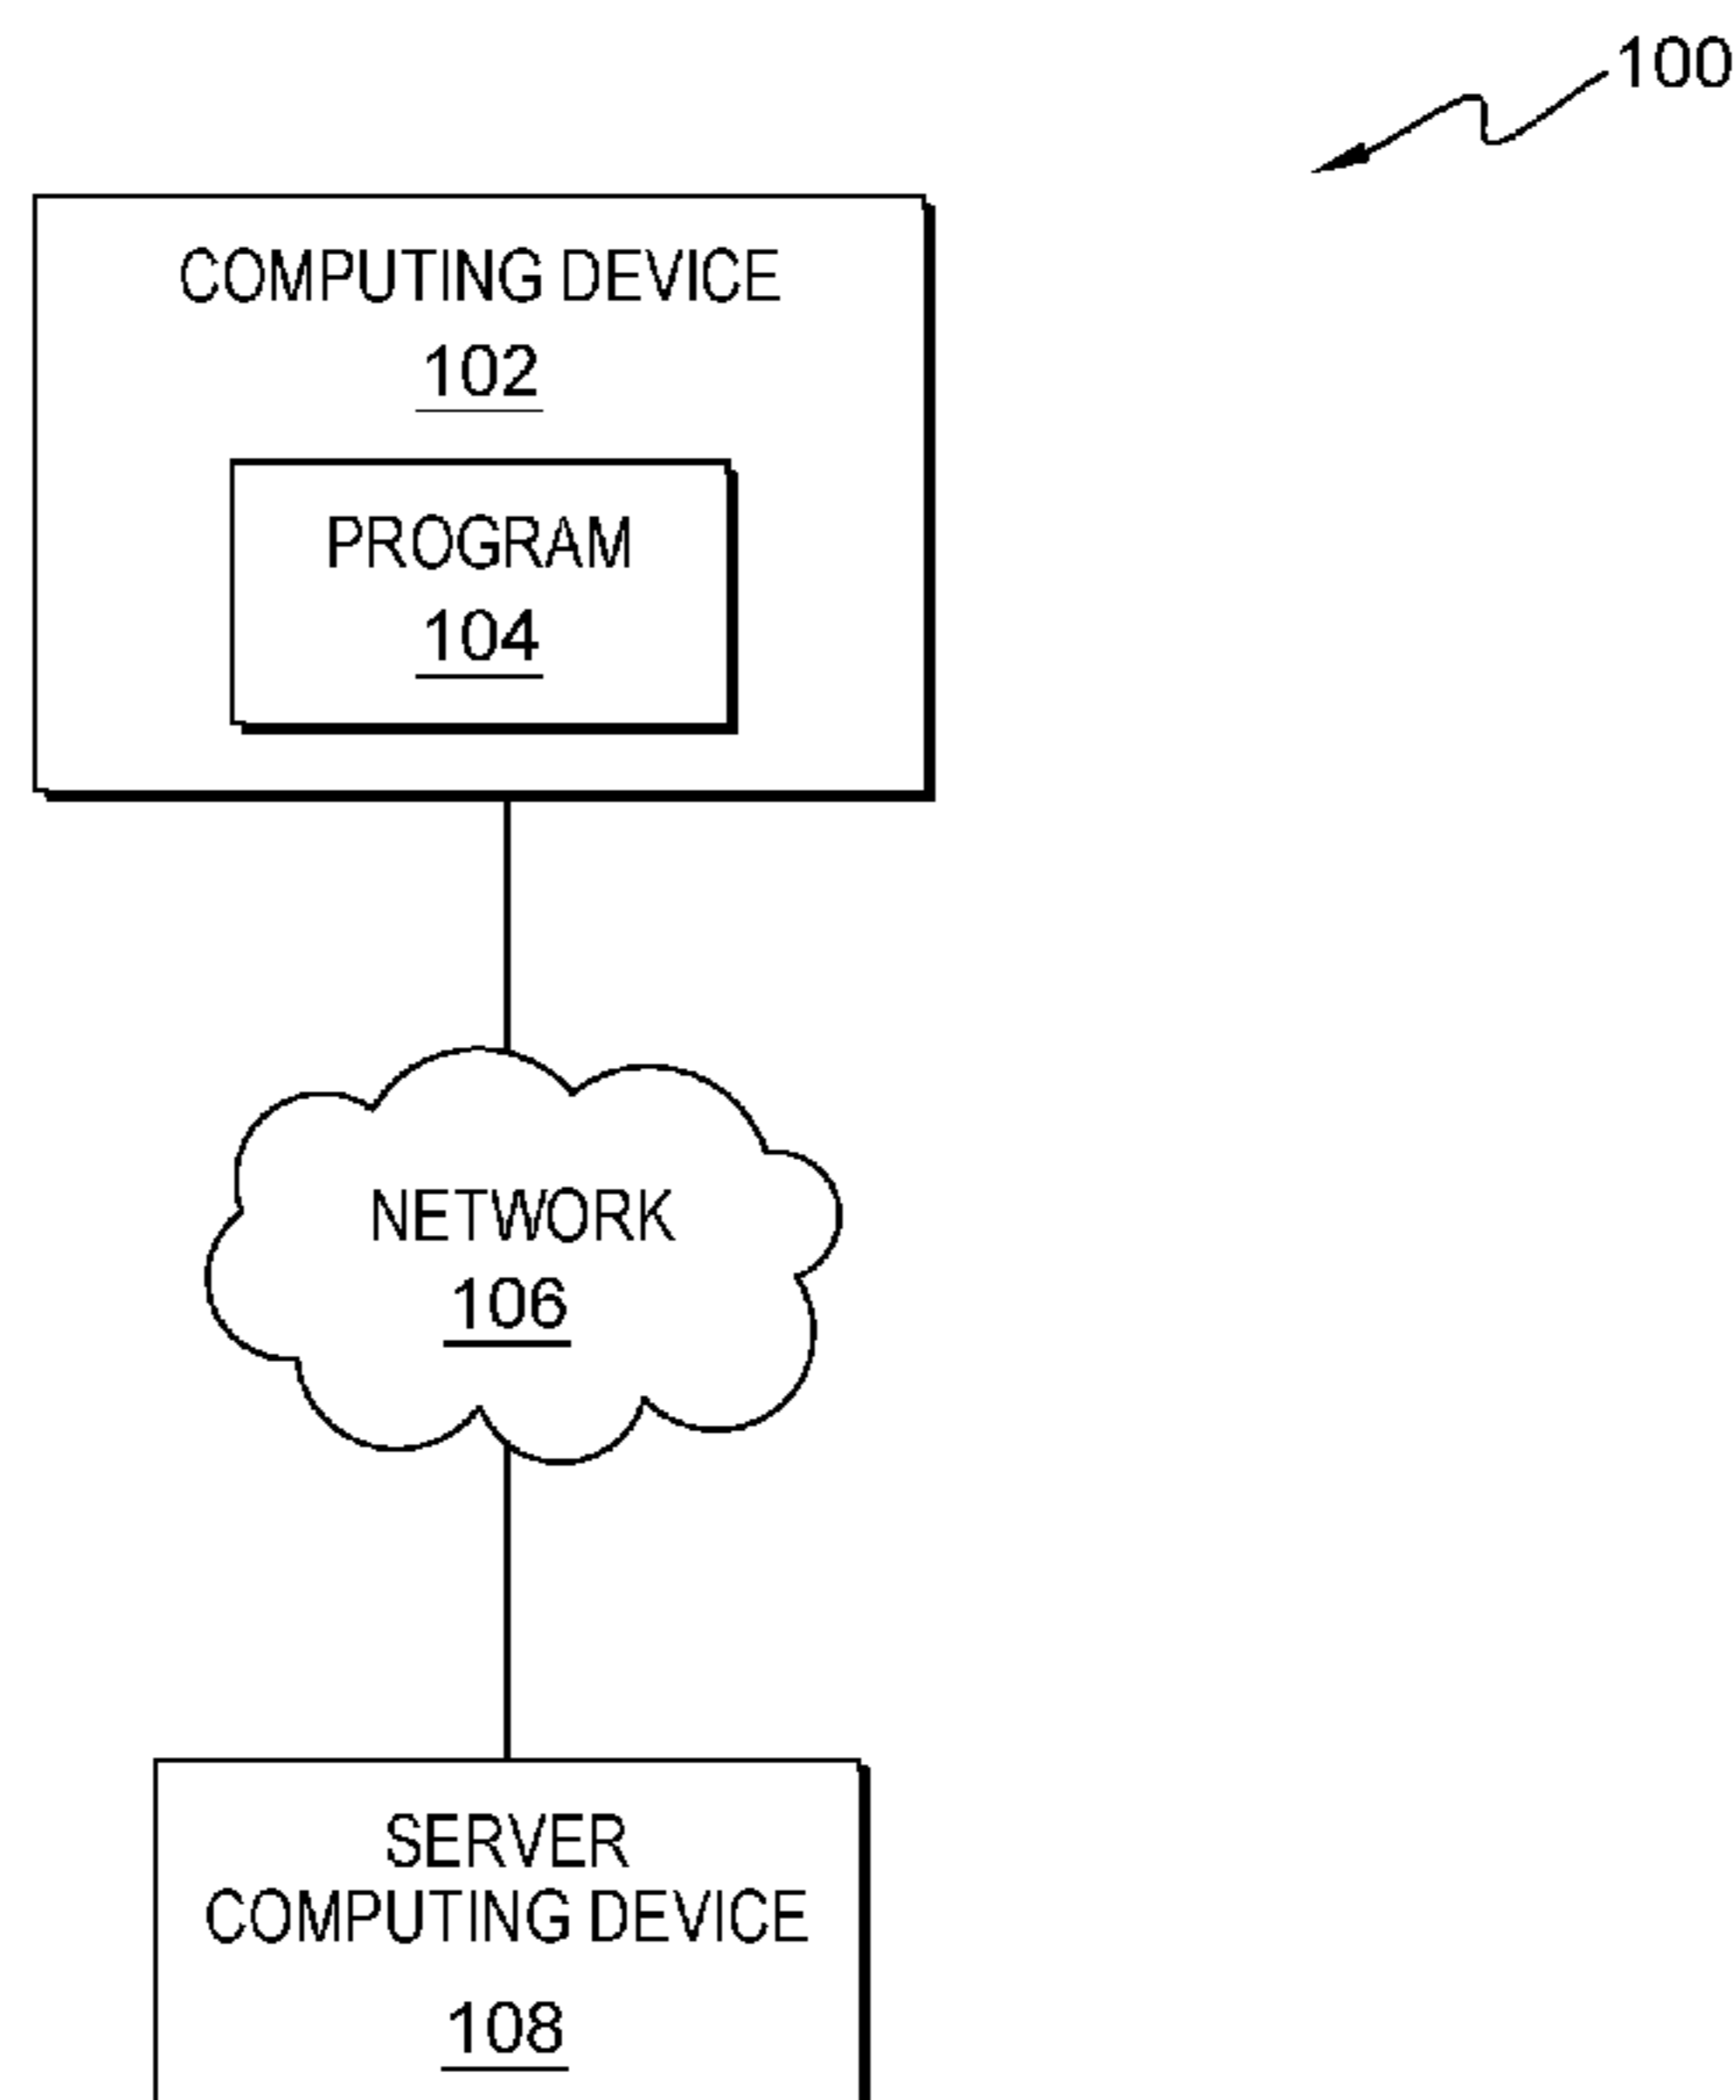 100
COMPUTING DEVICE
102
PROGRAM
104
NETWORK
106
SERVER
COMPUTING DEVICE
108